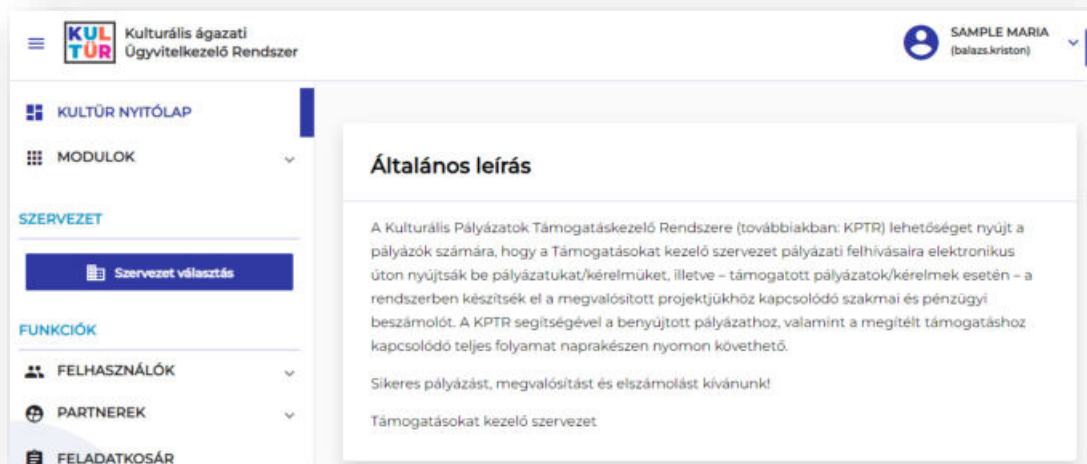 KUL
TÜR
Kulturális ágazati
Ügyvitelkezelő Rendszer
SAMPLE MARIA
(balazs.kriston)
KULTÜR NYITÓLAP
MODULOK
SZERVEZET
Szervezet választás
FUNKCIÓK
FELHASZNÁLÓK
PARTNEREK
FELADATKOSÁR
Általános leírás
A Kulturális Pályázatok Támogatáskezelő Rendszere (továbbiakban: KPTR) lehetőséget nyújt a
pályázók számára, hogy a Támogatásokat kezelő szervezet pályázati felhívásaira elektronikus
úton nyújtsák be pályázatukat/kérelmüket, illetve – támogatott pályázatok/kérelmek esetén – a
rendszerben készítsék el a megvalósított projektjükhöz kapcsolódó szakmai és pénzügyi
beszámolót. A KPTR segítségével a benyújtott pályázathoz, valamint a megítélt támogatáshoz
kapcsolódó teljes folyamat naprakészen nyomon követhető.
Sikeres pályázást, megvalósítást és elszámolást kívánunk!
Támogatásokat kezelő szervezet